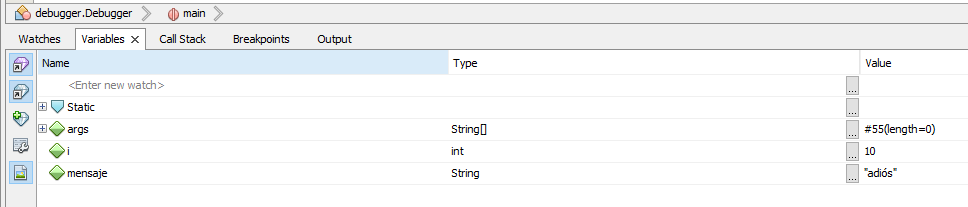 debugger.Debugger main
Watches Variables Call Stack Breakpoints Output
Name Type Value
<Enter new watch> ...
Static ...
args String[] ... #55(length=0)
i int ... 10
mensaje String ... "adiós"